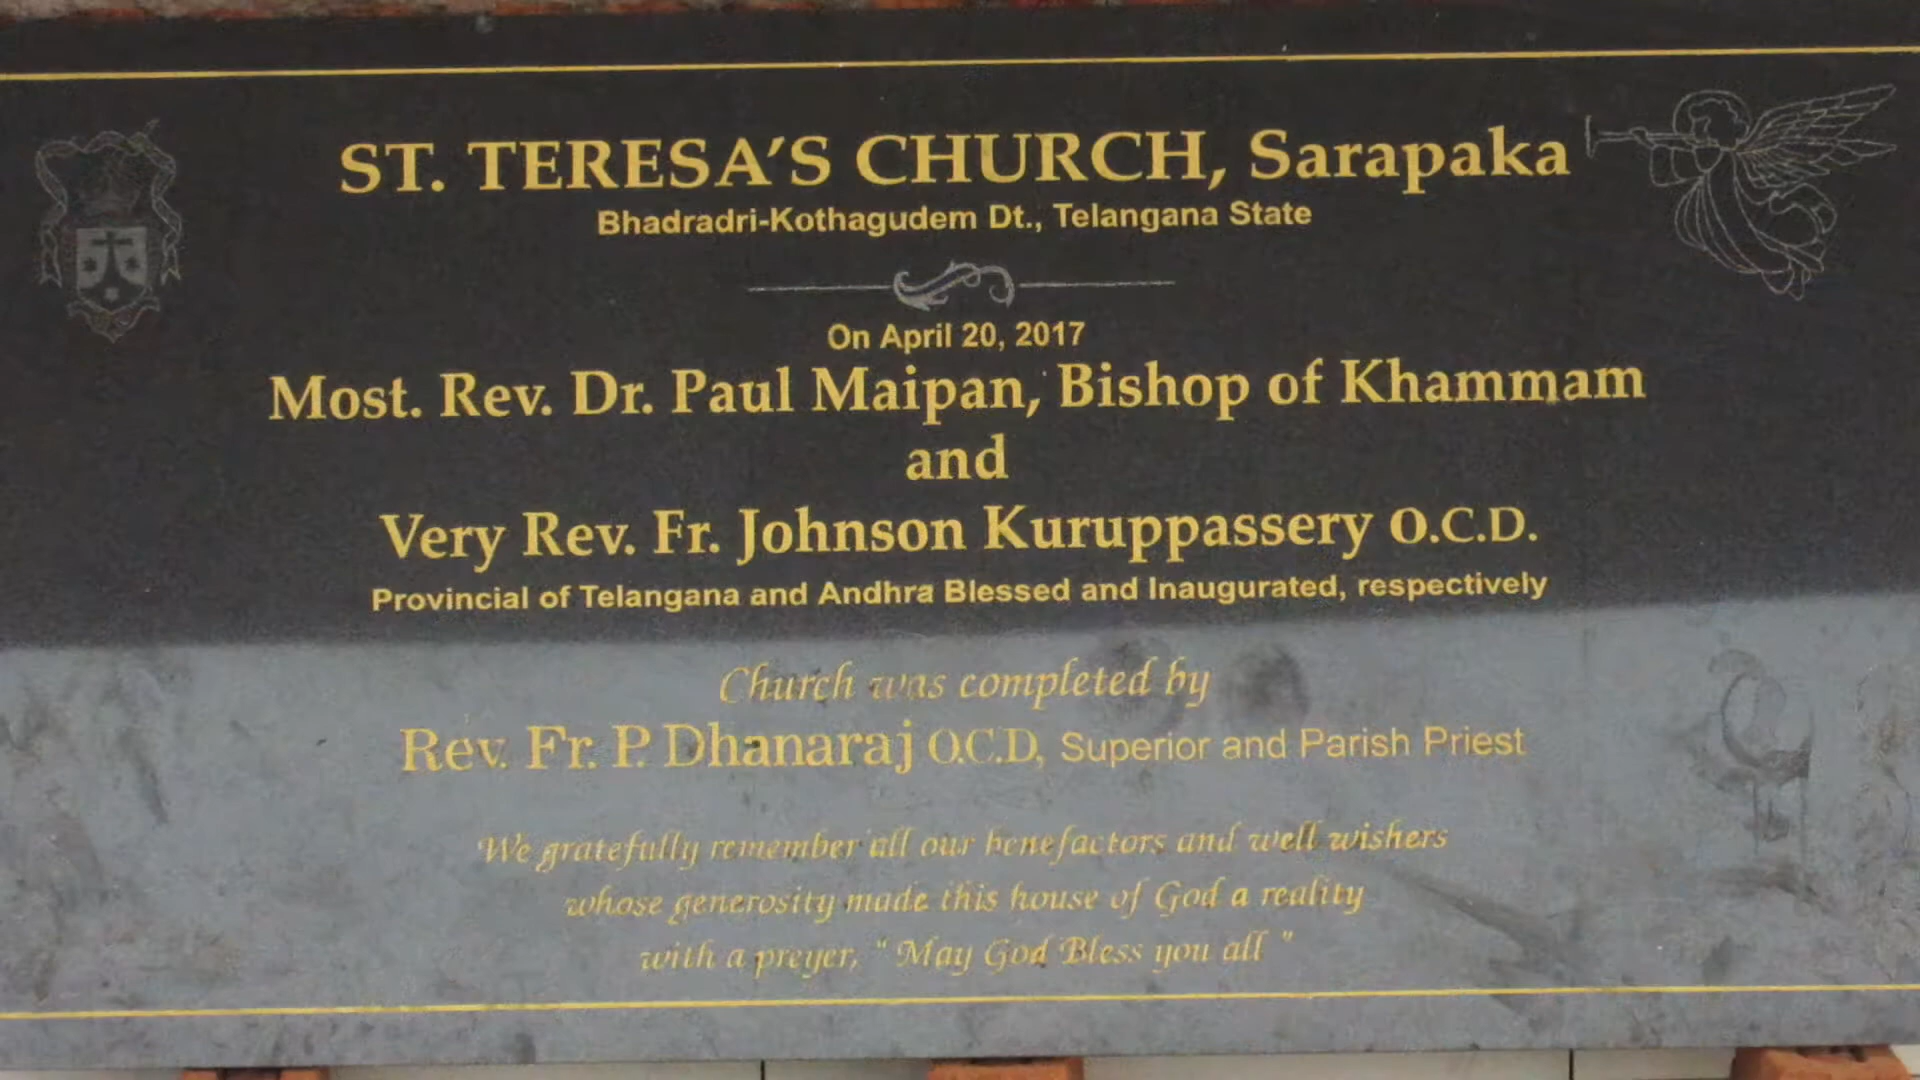 ST. TERESA'S CHURCH, Sarapaka
Bhadradri-Kothagudem Dt., Telangana State
On April 20, 2017
Most. Rev. Dr. Paul Maipan, Bishop of Khammam
and
Very Rev. Fr. Johnson Kuruppassery O.C.D.
Provincial of Telangana and Andhra Blessed and Inaugurated, respectively
Church was completed by
Rev. Fr. P. Dhanaraj O.C.D, Superior and Parish Priest
We gratefully remember all our benefactors and well wishers
whose generosity made this house of God a reality
with a preyer, "May God Bless you all"